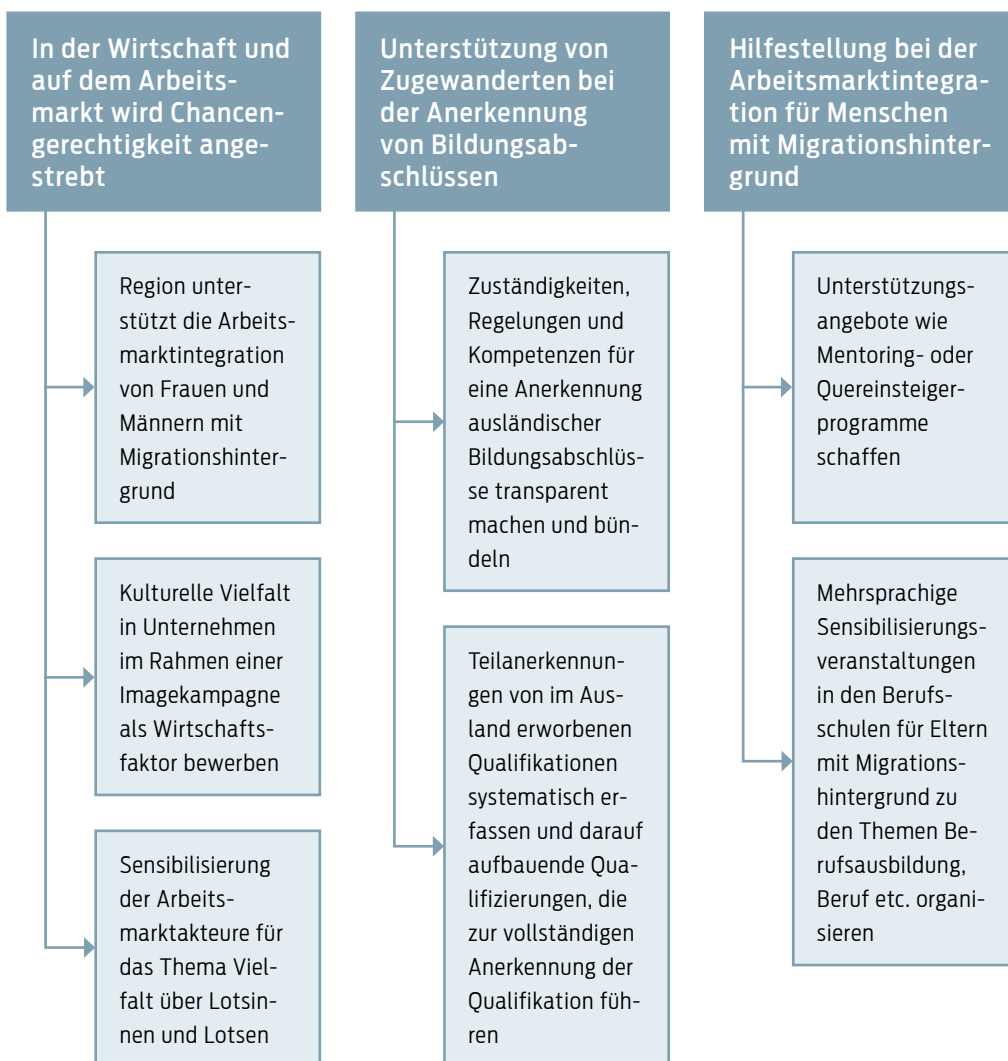 In der Wirtschaft und
auf dem Arbeits-
markt wird Chancen-
gerechtigkeit ange-
strebt
Region unter-
stützt die Arbeits-
marktintegration
von Frauen und
Männern mit
Migrationshinter-
grund
Kulturelle Vielfalt
in Unternehmen
im Rahmen einer
Imagekampagne
als Wirtschafts-
faktor bewerben
Sensibilisierung
der Arbeits-
marktakteure für
das Thema Viel-
falt über Lotsin-
nen und Lotsen
Unterstützung von
Zugewanderten bei
der Anerkennung
von Bildungsab-
schlüssen
Zuständigkeiten,
Regelungen und
Kompetenzen für
eine Anerkennung
ausländischer
Bildungsabschlüs-
se transparent
machen und bün-
deln
Teilanerkennun-
gen von im Aus-
land erworbenen
Qualifikationen
systematisch er-
fassen und darauf
aufbauende Qua-
lifizierungen, die
zur vollständigen
Anerkennung der
Qualifikation füh-
ren
Hilfestellung bei der
Arbeitsmarktintegra-
tion für Menschen
mit Migrationshinter-
grund
Unterstützungs-
angebote wie
Mentoring- oder
Quereinsteiger-
programme
schaffen
Mehrsprachige
Sensibilisierungs-
veranstaltungen
in den Berufs-
schulen für Eltern
mit Migrations-
hintergrund zu
den Themen Be-
rufsausbildung,
Beruf etc. organi-
sieren